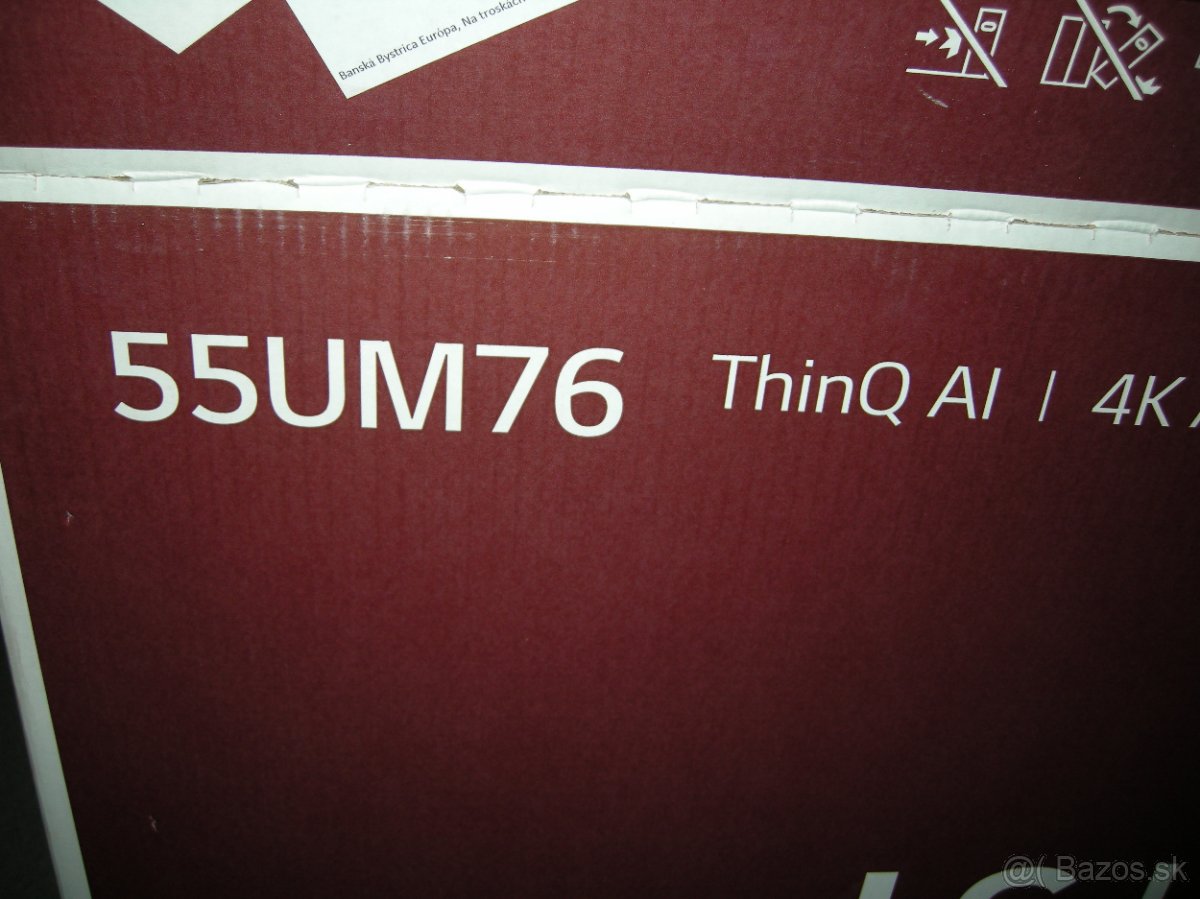 Banská Bystrica Európa, Na troskách
55UM76 ThinQ AI | 4K
@( Bazos.sk